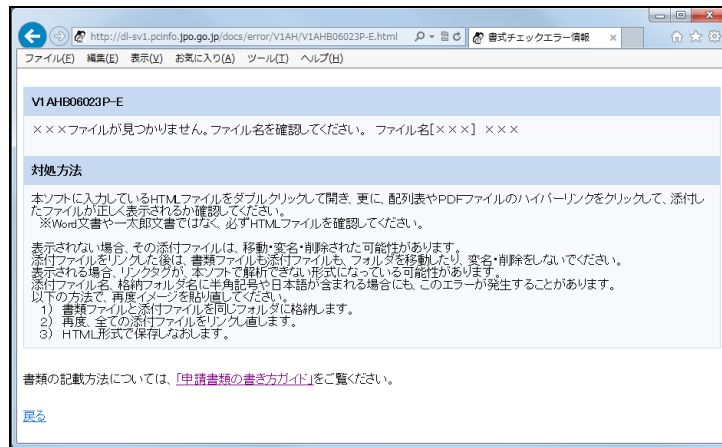 http://dl-sv1.pcinfo.jpo.go.jp/docs/error/V1AH/V1AHB06023P-E.html
書式チェックエラー情報
ファイル(F) 編集(E) 表示(V) お気に入り(A) ツール(T) ヘルプ(H)
V1AHB06023P-E
×××ファイルが見つかりません。ファイル名を確認してください。 ファイル名[×××] ×××
対処方法
本ソフトに入力しているHTMLファイルをダブルクリックして開き、更に、配列表やPDFファイルのハイパーリンクをクリックして、添付し
たファイルが正しく表示されるか確認してください。
※Word文書や一太郎文書ではなく、必ずHTMLファイルを確認してください。
表示されない場合、その添付ファイルは、移動・変名・削除された可能性があります。
添付ファイルをリンクした後は、書類ファイルも添付ファイルも、フォルダを移動したり、変名・削除をしないでください。
表示される場合、リンクタグが、本ソフトで解析できない形式になっている可能性があります。
添付ファイル名、格納フォルダ名に半角記号や日本語が含まれる場合にも、このエラーが発生することがあります。
以下の方法で、再度イメージを貼り直してください。
1) 書類ファイルと添付ファイルを同じフォルダに格納します。
2) 再度、全ての添付ファイルをリンクし直します。
3) HTML形式で保存しなおします。
書類の記載方法については、「申請書類の書き方ガイド」をご覧ください。
戻る